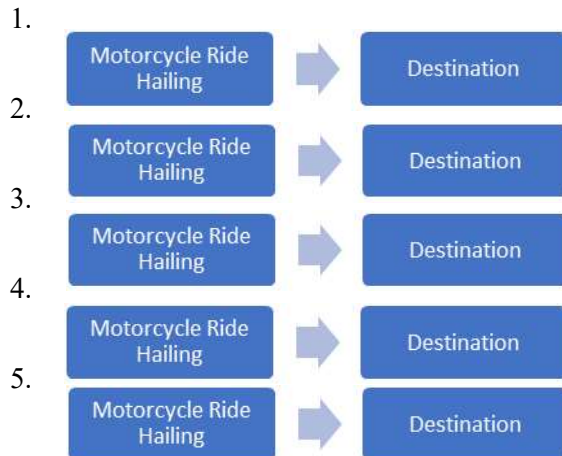 1.
Motorcycle Ride
Hailing
Destination
2.
Motorcycle Ride
Hailing
Destination
3.
Motorcycle Ride
Hailing
Destination
4.
Motorcycle Ride
Hailing
Destination
5.
Motorcycle Ride
Hailing
Destination